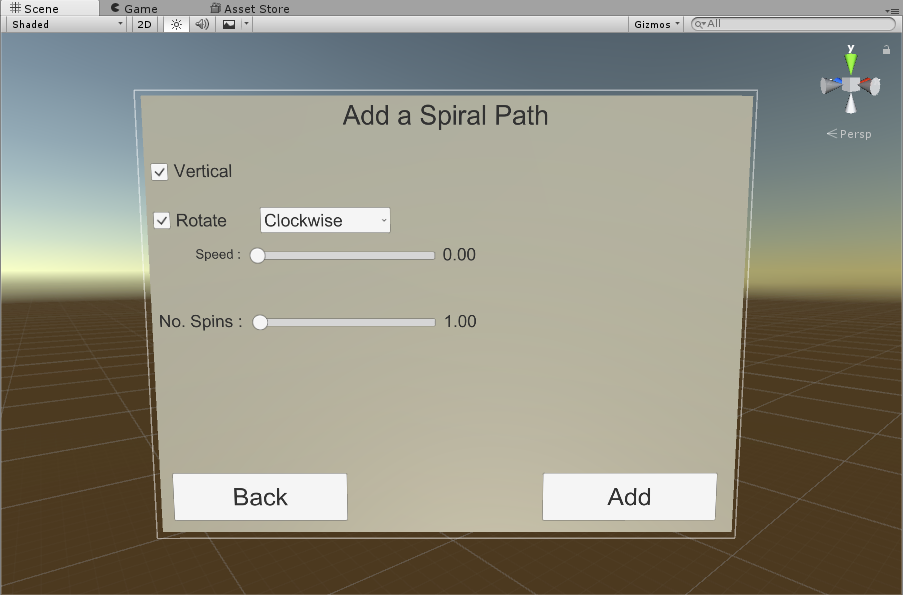 Scene Game Asset Store
Shaded 2D Gizmos All
y
Persp
Add a Spiral Path
Vertical
Rotate Clockwise
Speed : 0.00
No. Spins : 1.00
Back Add